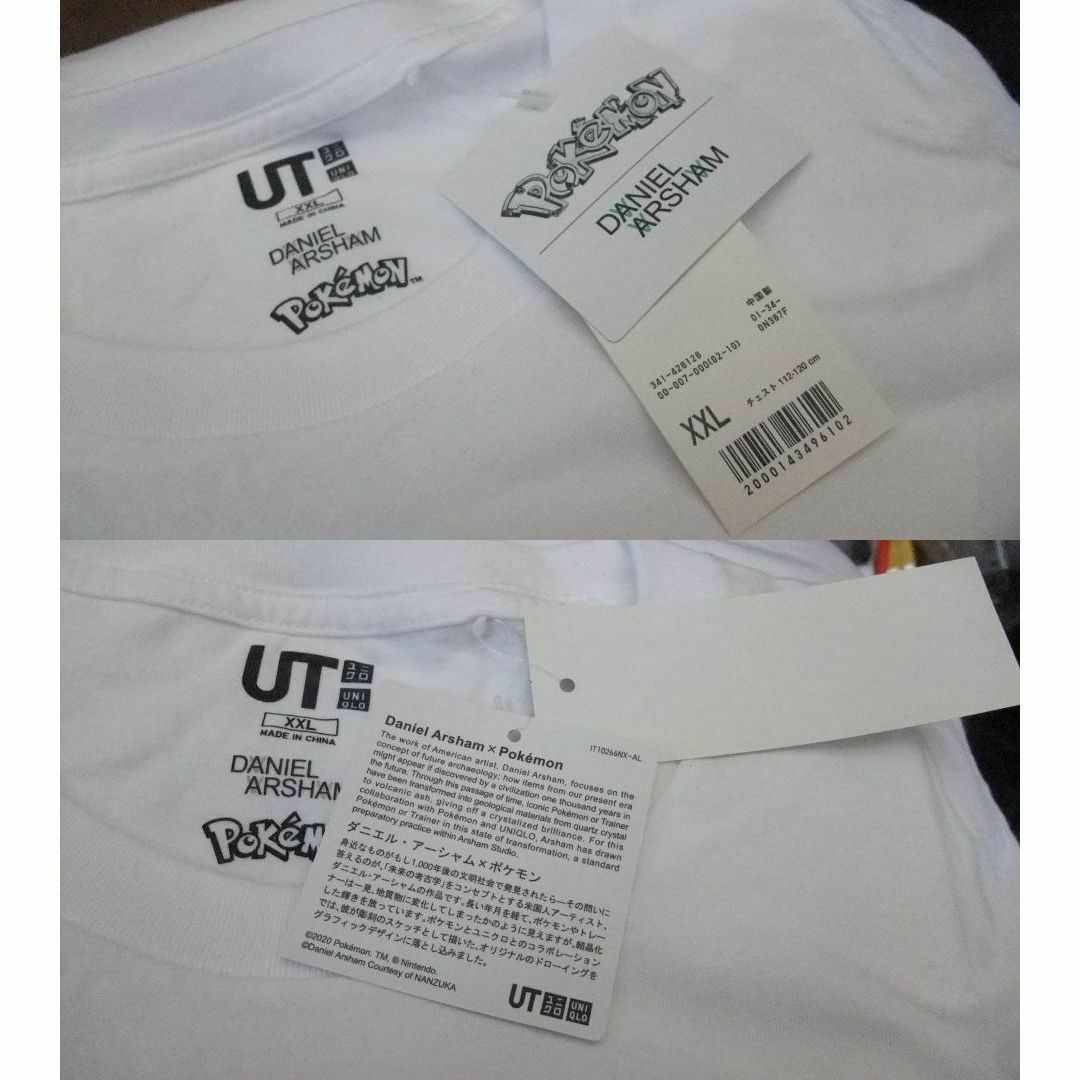 UT ユニクロ UNIQLO
XXL
MADE IN CHINA
DANIEL
ARSHAM
POKéMON™
POKéMON
DANIEL
ARSHAM
中国製
01-34-
0N387F
341-428128
00-007-000(02-10)
XXL チェスト 112-120 cm
2000143496102
UT ユニクロ UNIQLO
XXL
MADE IN CHINA
DANIEL
ARSHAM
POKéM
Daniel Arsham×Pokémon
IT10266NX-AL
The work of American artist, Daniel Arsham, focuses on the
concept of future archaeology; how items from our present era
might appear if discovered by a civilization one thousand years in
the future. Through this passage of time, iconic Pokémon or Trainer
have been transformed into geological materials from quartz crystal
to volcanic ash, giving off a crystalized brilliance. For this
collaboration with Pokémon and UNIQLO, Arsham has drawn
Pokémon or Trainer in this state of transformation, a standard
preparatory practice within Arsham Studio.
ダニエル・アーシャム×ポケモン
身近なものがもし1,000年後の文明社会で発見されたら―その問いに
答えるのが、「未来の考古学」をコンセプトとする米国人アーティスト、
ダニエル・アーシャムの作品です。長い年月を経て、ポケモンやトレー
ナーは一見、地質物に変化してしまったかのように見えますが、結晶化
した輝きを放っています。ポケモンとユニクロとのコラボレーション
では、彼が彫刻のスケッチとして描いた、オリジナルのドローイングを
グラフィックデザインに落とし込みました。
©2020 Pokémon. TM, ® Nintendo.
©Daniel Arsham Courtesy of NANZUKA
UT ユニクロ UNIQLO